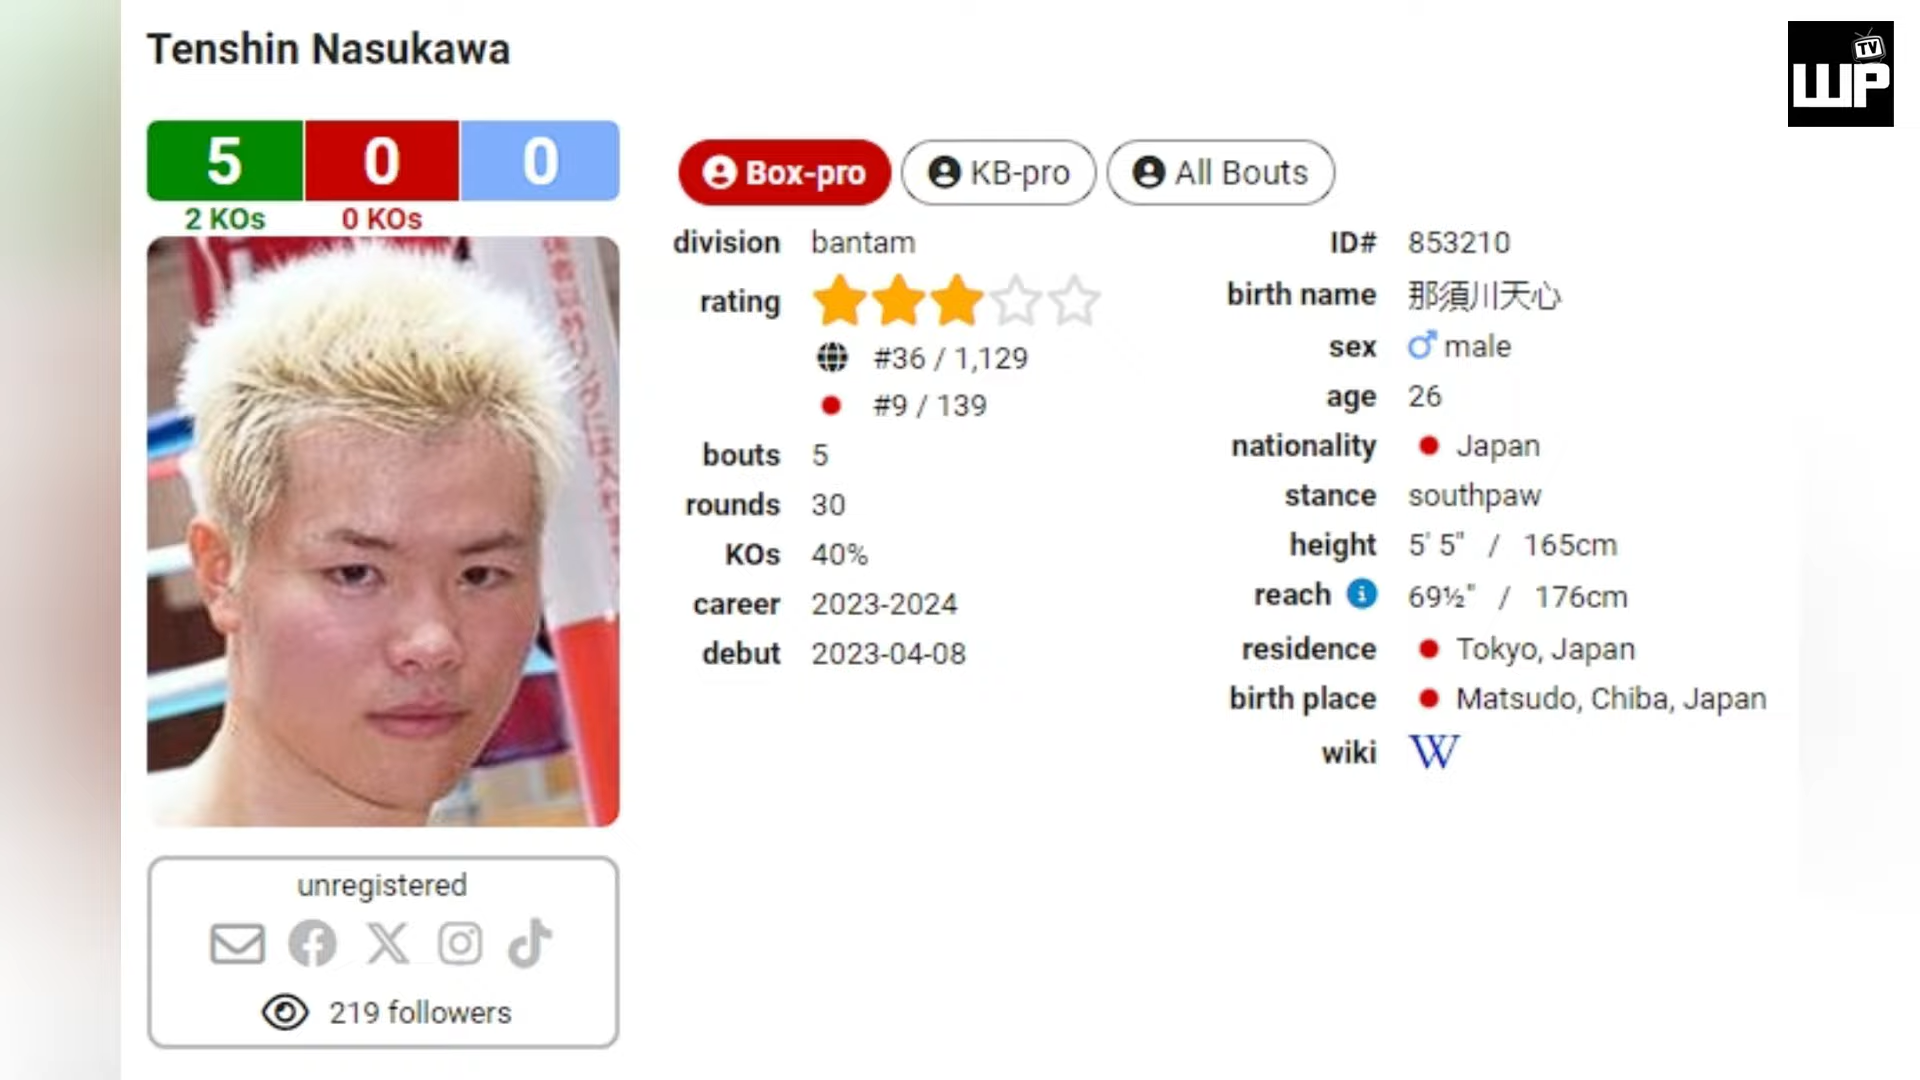 Tenshin Nasukawa
TV
WP
5 0 0
2 KOs 0 KOs
Box-pro KB-pro All Bouts
division bantam
rating
#36 / 1,129
#9 / 139
bouts 5
rounds 30
KOs 40%
career 2023-2024
debut 2023-04-08
ID# 853210
birth name 那須川天心
sex male
age 26
nationality Japan
stance southpaw
height 5' 5" / 165cm
reach 69½" / 176cm
residence Tokyo, Japan
birth place Matsudo, Chiba, Japan
wiki W
unregistered
219 followers